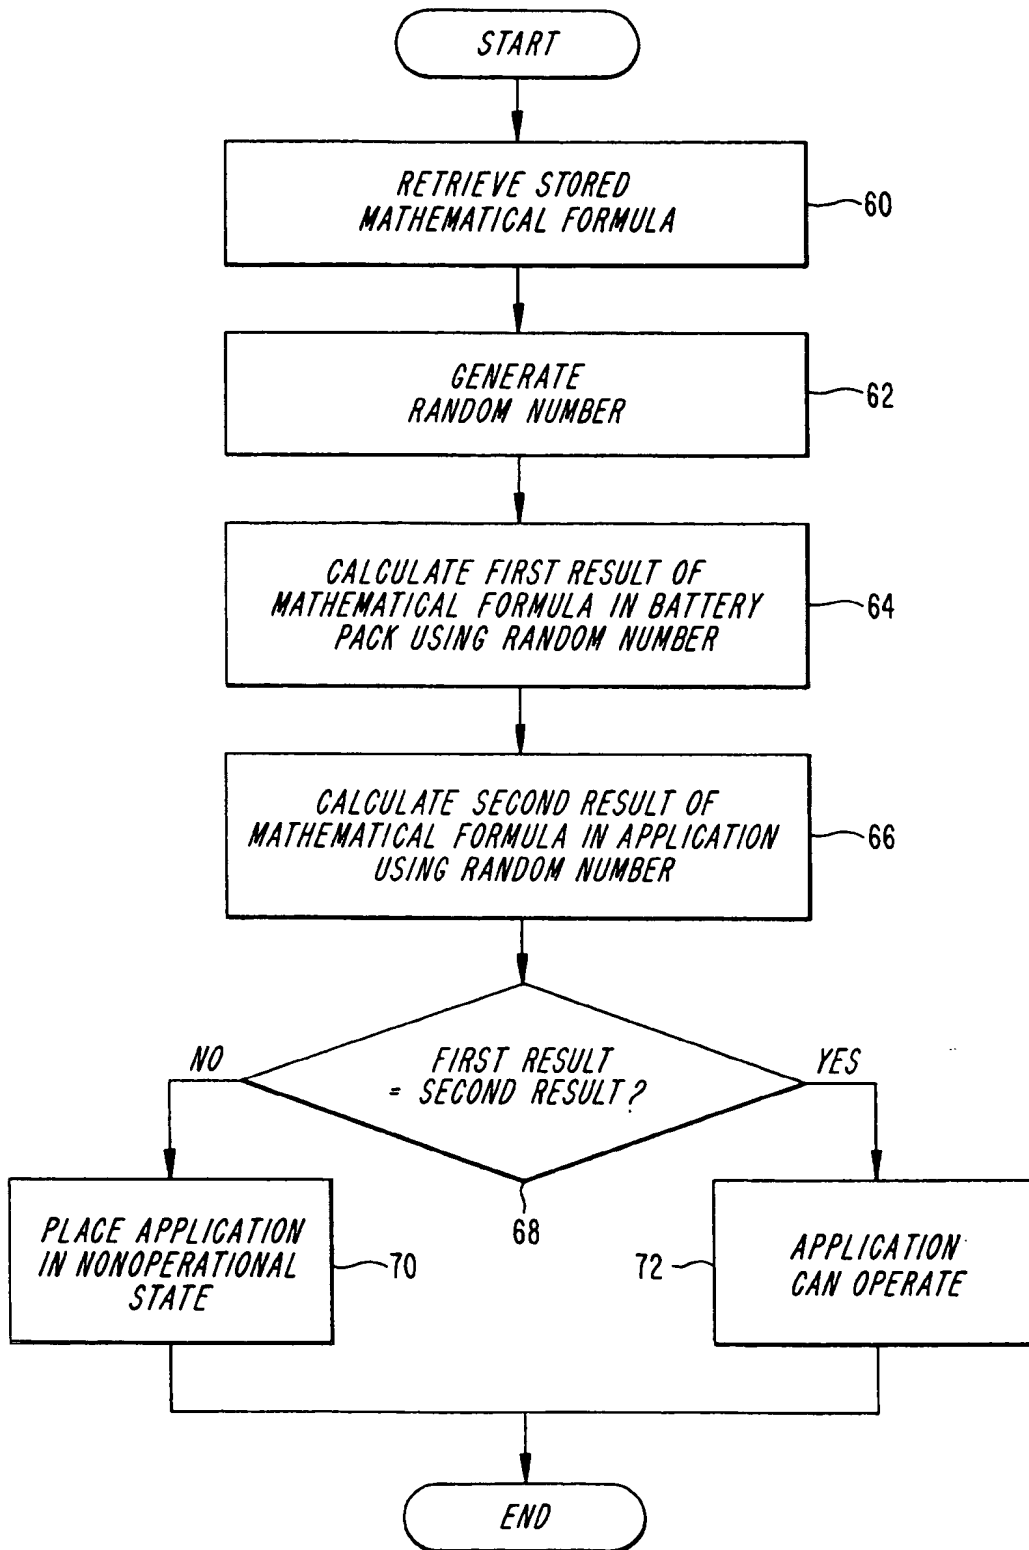 START
RETRIEVE STORED
MATHEMATICAL FORMULA
60
GENERATE
RANDOM NUMBER
62
CALCULATE FIRST RESULT OF
MATHEMATICAL FORMULA IN BATTERY
PACK USING RANDOM NUMBER
64
CALCULATE SECOND RESULT OF
MATHEMATICAL FORMULA IN APPLICATION
USING RANDOM NUMBER
66
NO
FIRST RESULT
= SECOND RESULT?
YES
68
PLACE APPLICATION
IN NONOPERATIONAL
STATE
70
72
APPLICATION
CAN OPERATE
END